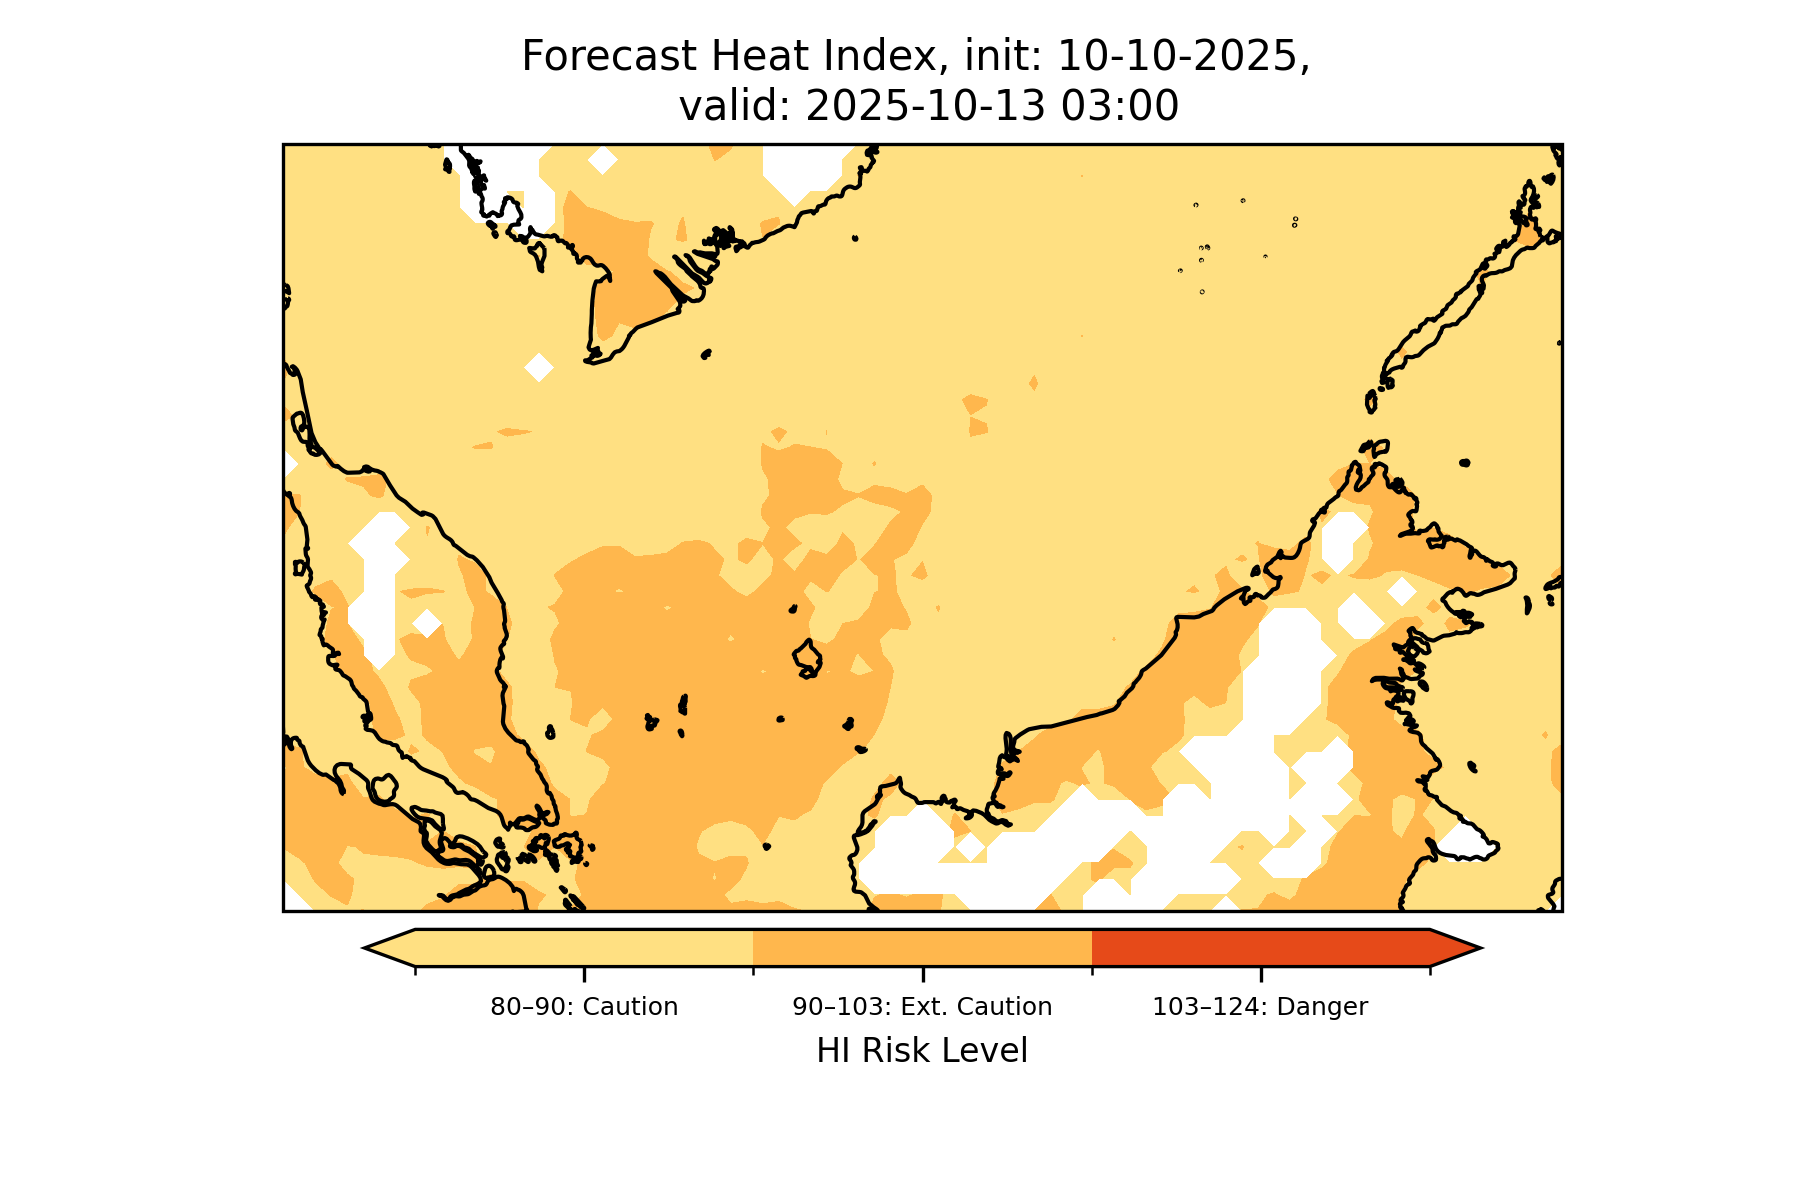 Forecast Heat Index, init: 10-10-2025,
valid: 2025-10-13 03:00
80–90: Caution
90–103: Ext. Caution
103–124: Danger
HI Risk Level